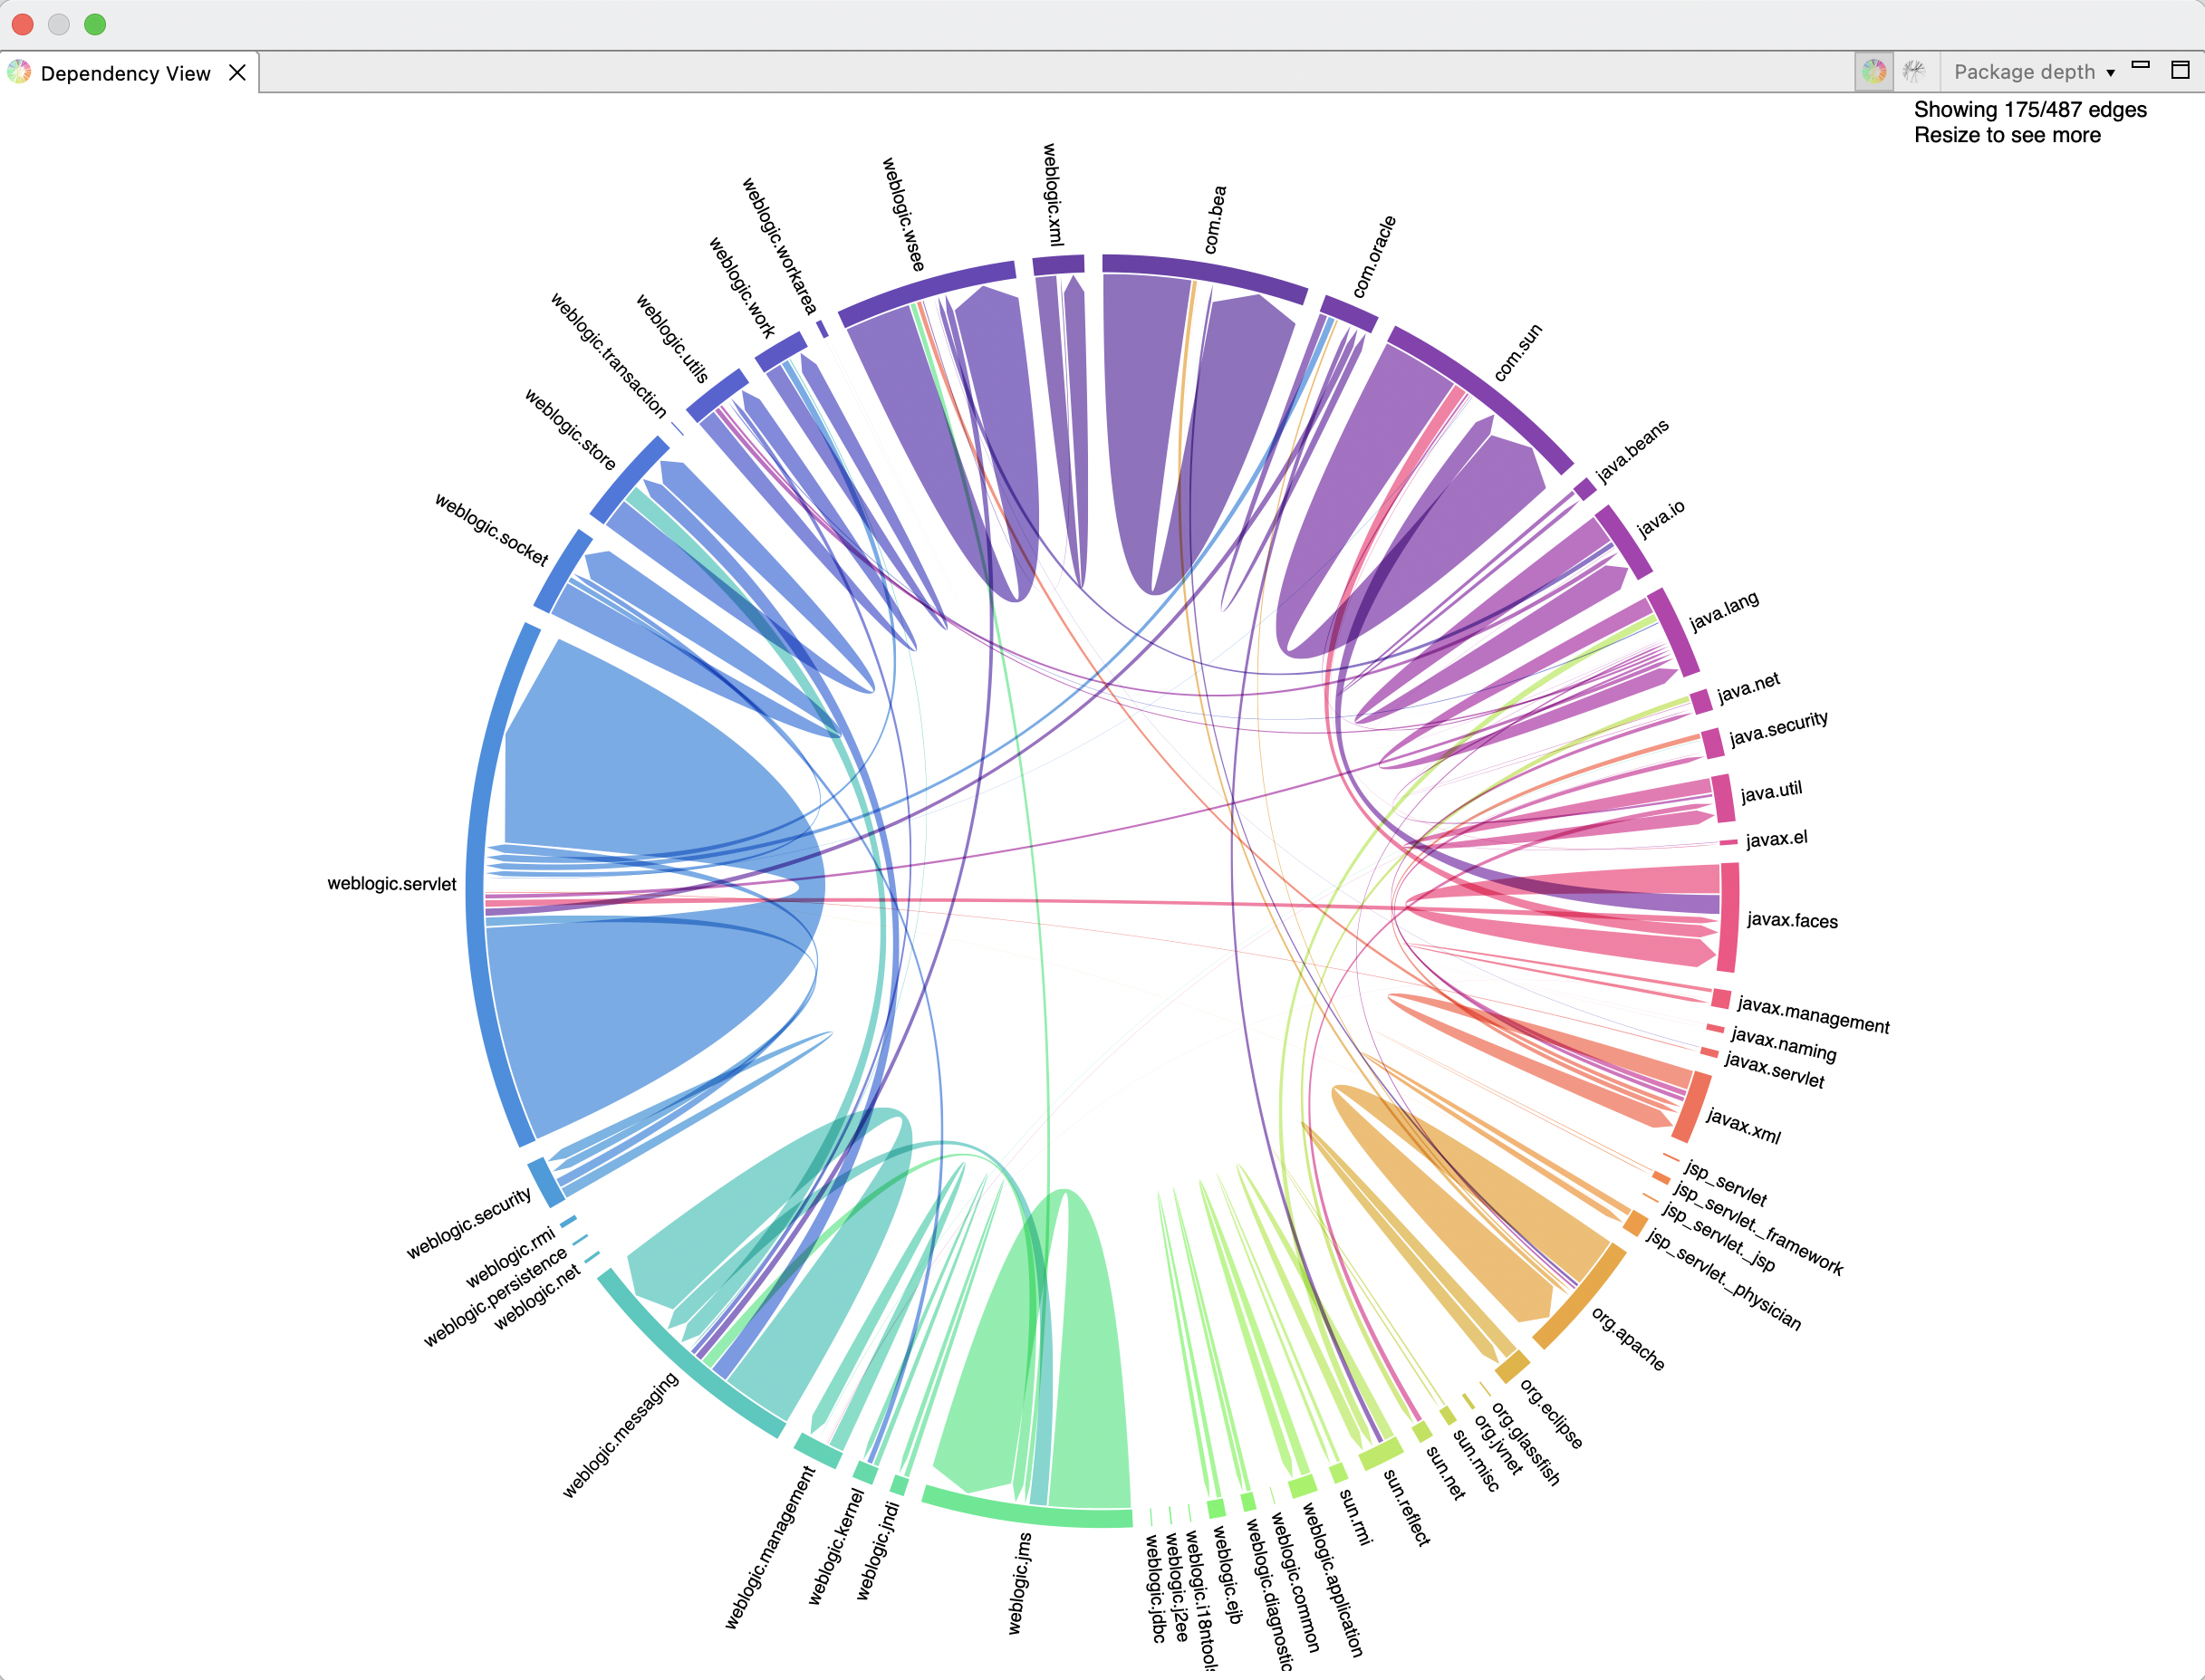 Dependency View
Package depth
Showing 175/487 edges
Resize to see more
weblogic.xml
com.bea
com.oracle
com.sun
java.beans
java.io
java.lang
java.net
java.security
java.util
javax.el
javax.faces
javax.management
javax.naming
javax.servlet
javax.xml
jsp_servlet
jsp_servlet._framework
jsp_servlet._jsp
jsp_servlet._physician
org.apache
org.eclipse
org.glassfish
org.jvnet
sun.misc
sun.net
sun.reflect
sun.rmi
weblogic.application
weblogic.common
weblogic.diagnostic
weblogic.ejb
weblogic.i18ntools
weblogic.j2ee
weblogic.jdbc
weblogic.jms
weblogic.jndi
weblogic.kernel
weblogic.management
weblogic.messaging
weblogic.net
weblogic.persistence
weblogic.rmi
weblogic.security
weblogic.servlet
weblogic.socket
weblogic.store
weblogic.transaction
weblogic.utils
weblogic.work
weblogic.workarea
weblogic.wsee